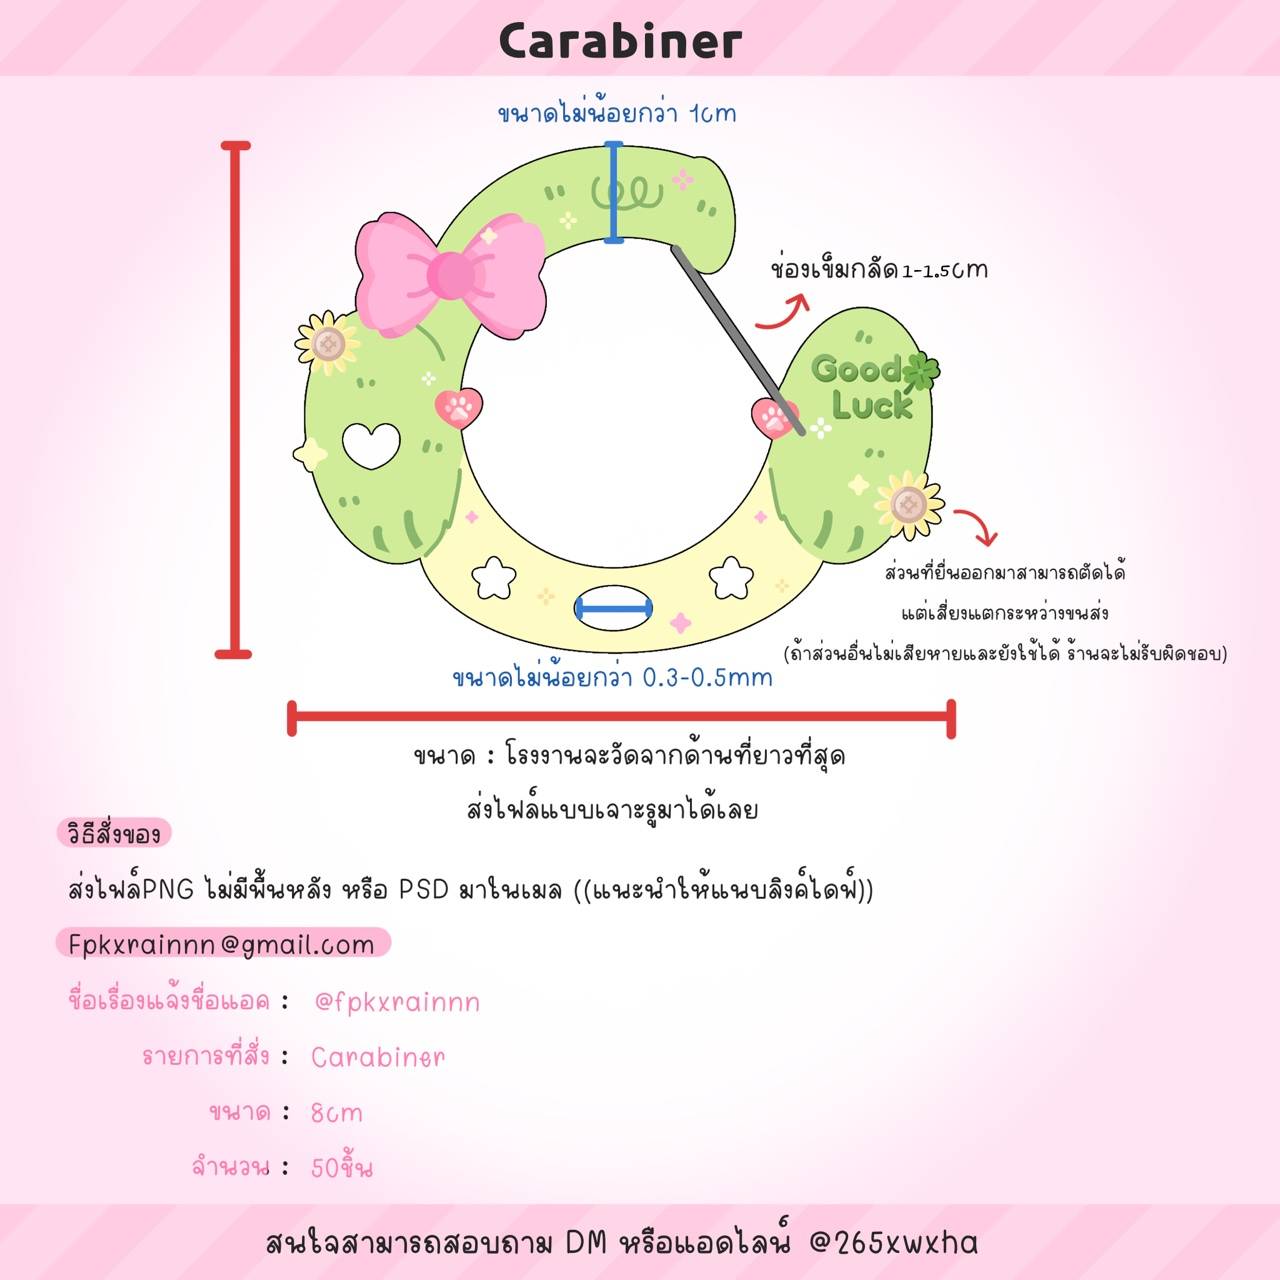 Carabiner
ขนาดไม่น้อยกว่า 1cm
ช่องเข็มกลัด 1-1.5cm
Good
Luck
ส่วนที่ยื่นออกมาสามารถตัดได้
แต่เสี่ยงแตกระหว่างขนส่ง
(ถ้าส่วนอื่นไม่เสียหายและยังใช้ได้ ร้านจะไม่รับผิดชอบ)
ขนาดไม่น้อยกว่า 0.3-0.5mm
ขนาด : โรงงานจะวัดจากด้านที่ยาวที่สุด
ส่งไฟล์แบบเจาะรูมาได้เลย
วิธีสั่งของ
ส่งไฟล์PNG ไม่มีพื้นหลัง หรือ PSD มาในเมล ((แนะนำให้แนบลิงค์ไดฟ์))
Fpkxrainnn@gmail.com
ชื่อเรื่องแจ้งชื่อแอค : @fpkxrainnn
รายการที่สั่ง : Carabiner
ขนาด : 8cm
จำนวน : 50ชิ้น
สนใจสามารถสอบถาม DM หรือแอดไลน์ @265xwxha